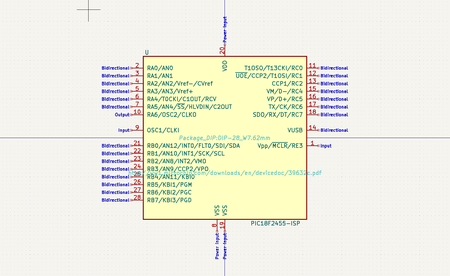 Power Input
U
20
VDD
Bidirectional 2 RA0/AN0
Bidirectional 3 RA1/AN1
Bidirectional 4 RA2/AN2/Vref-/CVref
Bidirectional 5 RA3/AN3/Vref+
Bidirectional 6 RA4/T0CKI/C1OUT/RCV
Bidirectional 7 RA5/AN4/SS/HLVDIN/C2OUT
Output 10 RA6/OSC2/CLKO
Input 9 OSC1/CLKI
Bidirectional 21 RB0/AN12/INT0/FLT0/SDI/SDA
Bidirectional 22 RB1/AN10/INT1/SCK/SCL
Bidirectional 23 RB2/AN8/INT2/VMO
Bidirectional 24 RB3/AN9/CCP2/VPO
Bidirectional 25 RB4/AN11/KBI0
Bidirectional 26 RB5/KBI1/PGM
Bidirectional 27 RB6/KBI2/PGC
Bidirectional 28 RB7/KBI3/PGD
T1OSO/T13CKI/RC0 11 Bidirectional
UOE/CCP2/T1OSI/RC1 12 Bidirectional
CCP1/RC2 13 Bidirectional
VM/D-/RC4 15 Bidirectional
VP/D+/RC5 16 Bidirectional
TX/CK/RC6 17 Bidirectional
SDO/RX/DT/RC7 18 Bidirectional
VUSB 14 Bidirectional
Vpp/MCLR/RE3 1 Input
Package_DIP:DIP-28_W7.62mm
.com/downloads/en/devicedoc/39632c.pdf
VSS
VSS
8
19
PIC18F2455-ISP
Power Input
Power Input